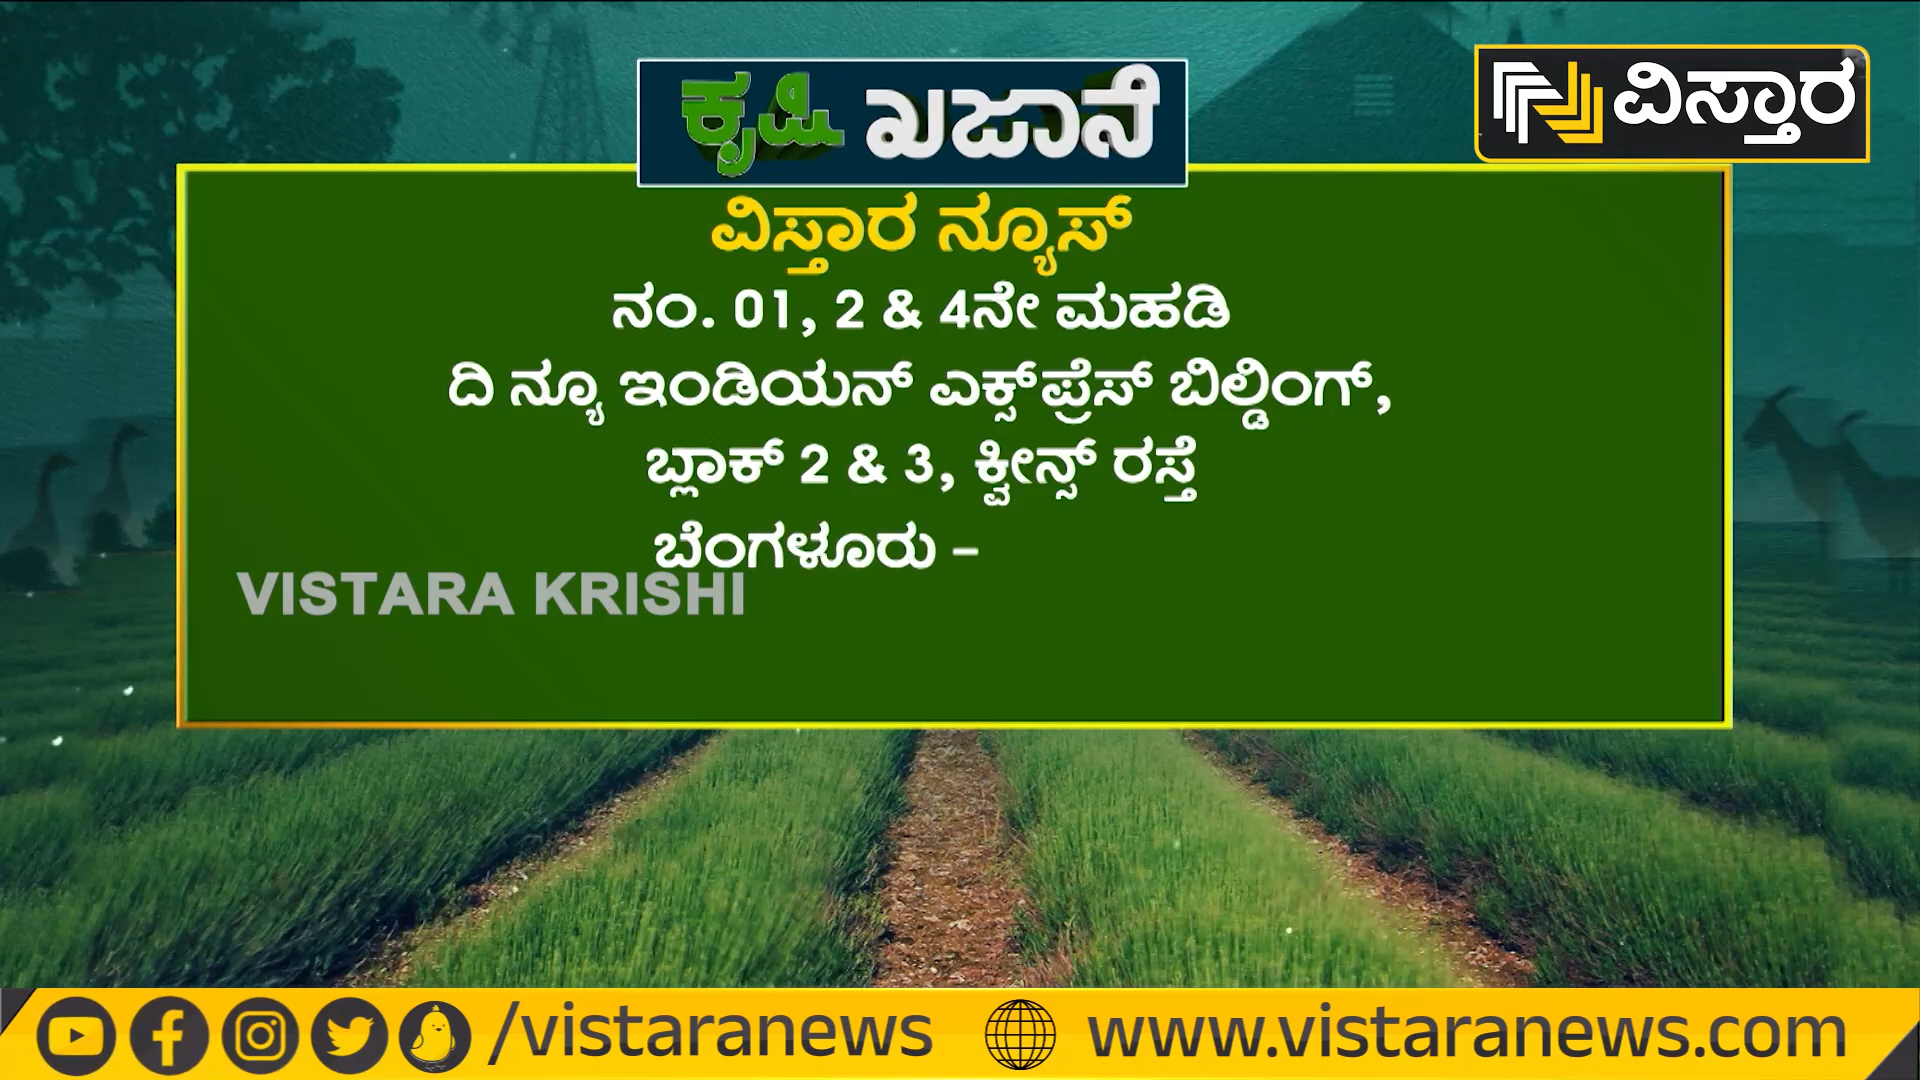 ಕೃಷಿ ಖಜಾನೆ
ವಿಸ್ತಾರ
ವಿಸ್ತಾರ ನ್ಯೂಸ್
ನಂ. 01, 2 & 4ನೇ ಮಹಡಿ
ದಿ ನ್ಯೂ ಇಂಡಿಯನ್ ಎಕ್ಸ್‌ಪ್ರೆಸ್ ಬಿಲ್ಡಿಂಗ್,
ಬ್ಲಾಕ್ 2 & 3, ಕ್ವೀನ್ಸ್ ರಸ್ತೆ
ಬೆಂಗಳೂರು –
VISTARA KRISHI
/vistaranews www.vistaranews.com